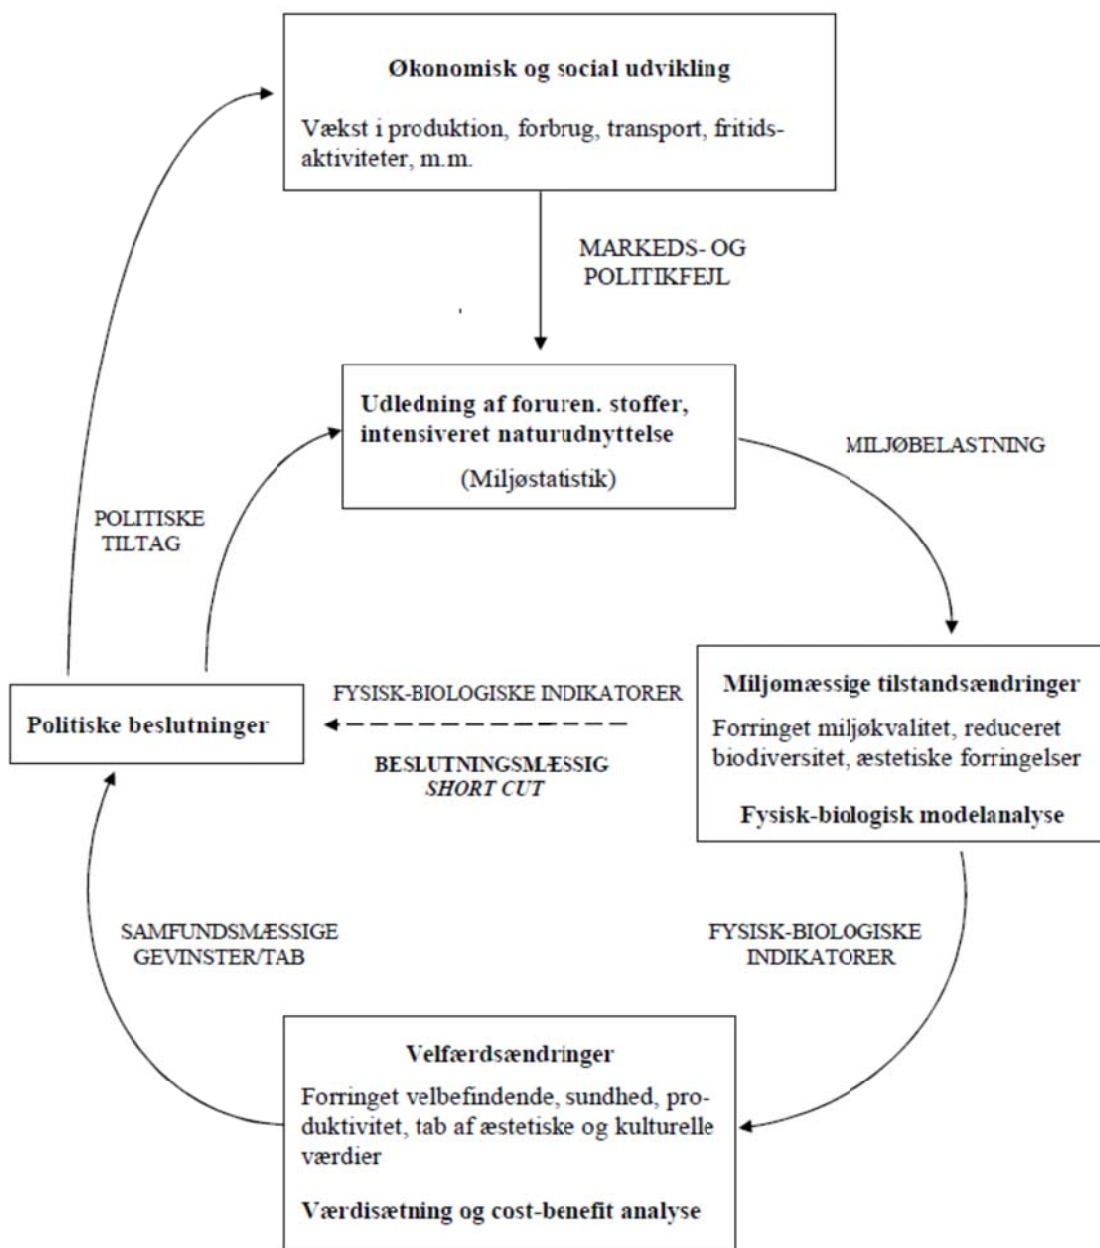 Økonomisk og social udvikling
Vækst i produktion, forbrug, transport, fritids-
aktiviteter, m.m.
MARKEDS- OG
POLITIKFEJL
Udledning af foruren. stoffer,
intensiveret naturudnyttelse
(Miljøstatistik)
MILJØBELASTNING
POLITISKE
TILTAG
Politiske beslutninger
FYSISK-BIOLOGISKE INDIKATORER
BESLUTNINGSMÆSSIG
SHORT CUT
Miljømæssige tilstandsændringer
Forringet miljøkvalitet, reduceret
biodiversitet, æstetiske forringelser
Fysisk-biologisk modelanalyse
SAMFUNDSMÆSSIGE
GEVINSTER/TAB
FYSISK-BIOLOGISKE
INDIKATORER
Velfærdsændringer
Forringet velbefindende, sundhed, pro-
duktivitet, tab af æstetiske og kulturelle
værdier
Værdisætning og cost-benefit analyse